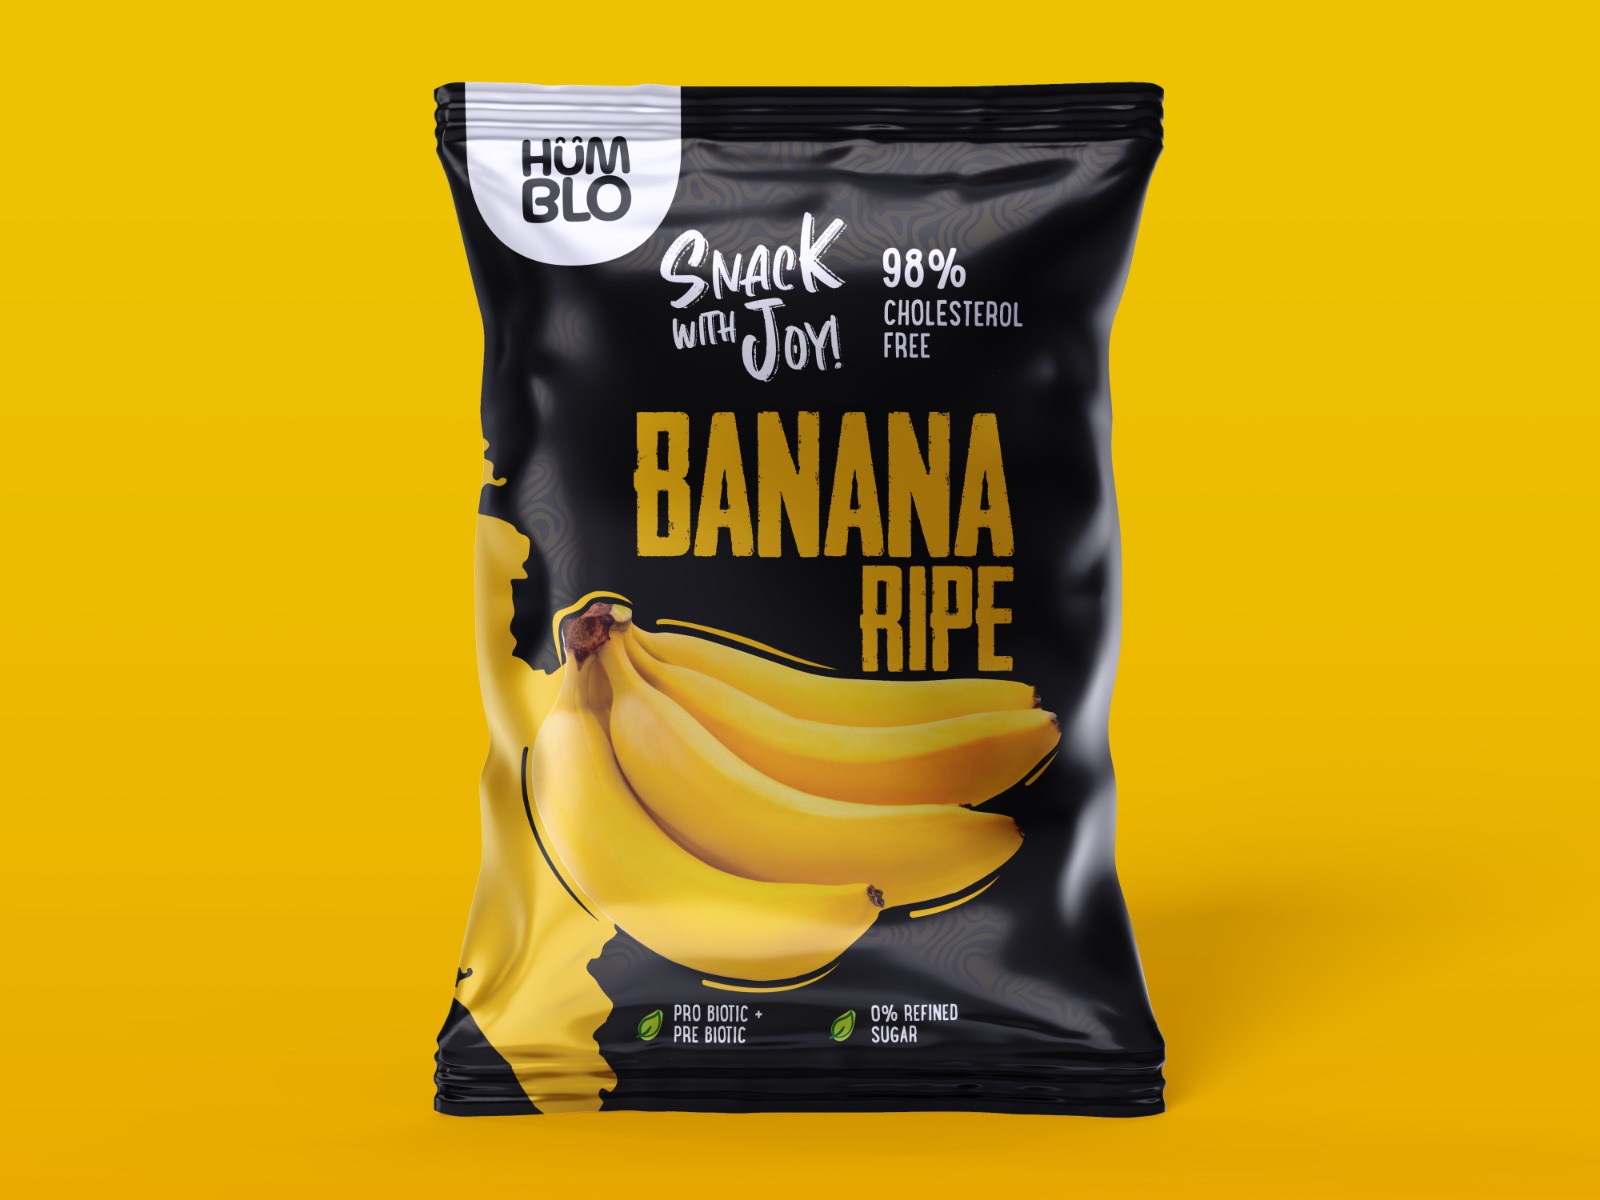 HÜM
BLO
SNACK
WITH JOY!
98%
CHOLESTEROL
FREE
BANANA
RIPE
PRO BIOTIC +
PRE BIOTIC
0% REFINED
SUGAR